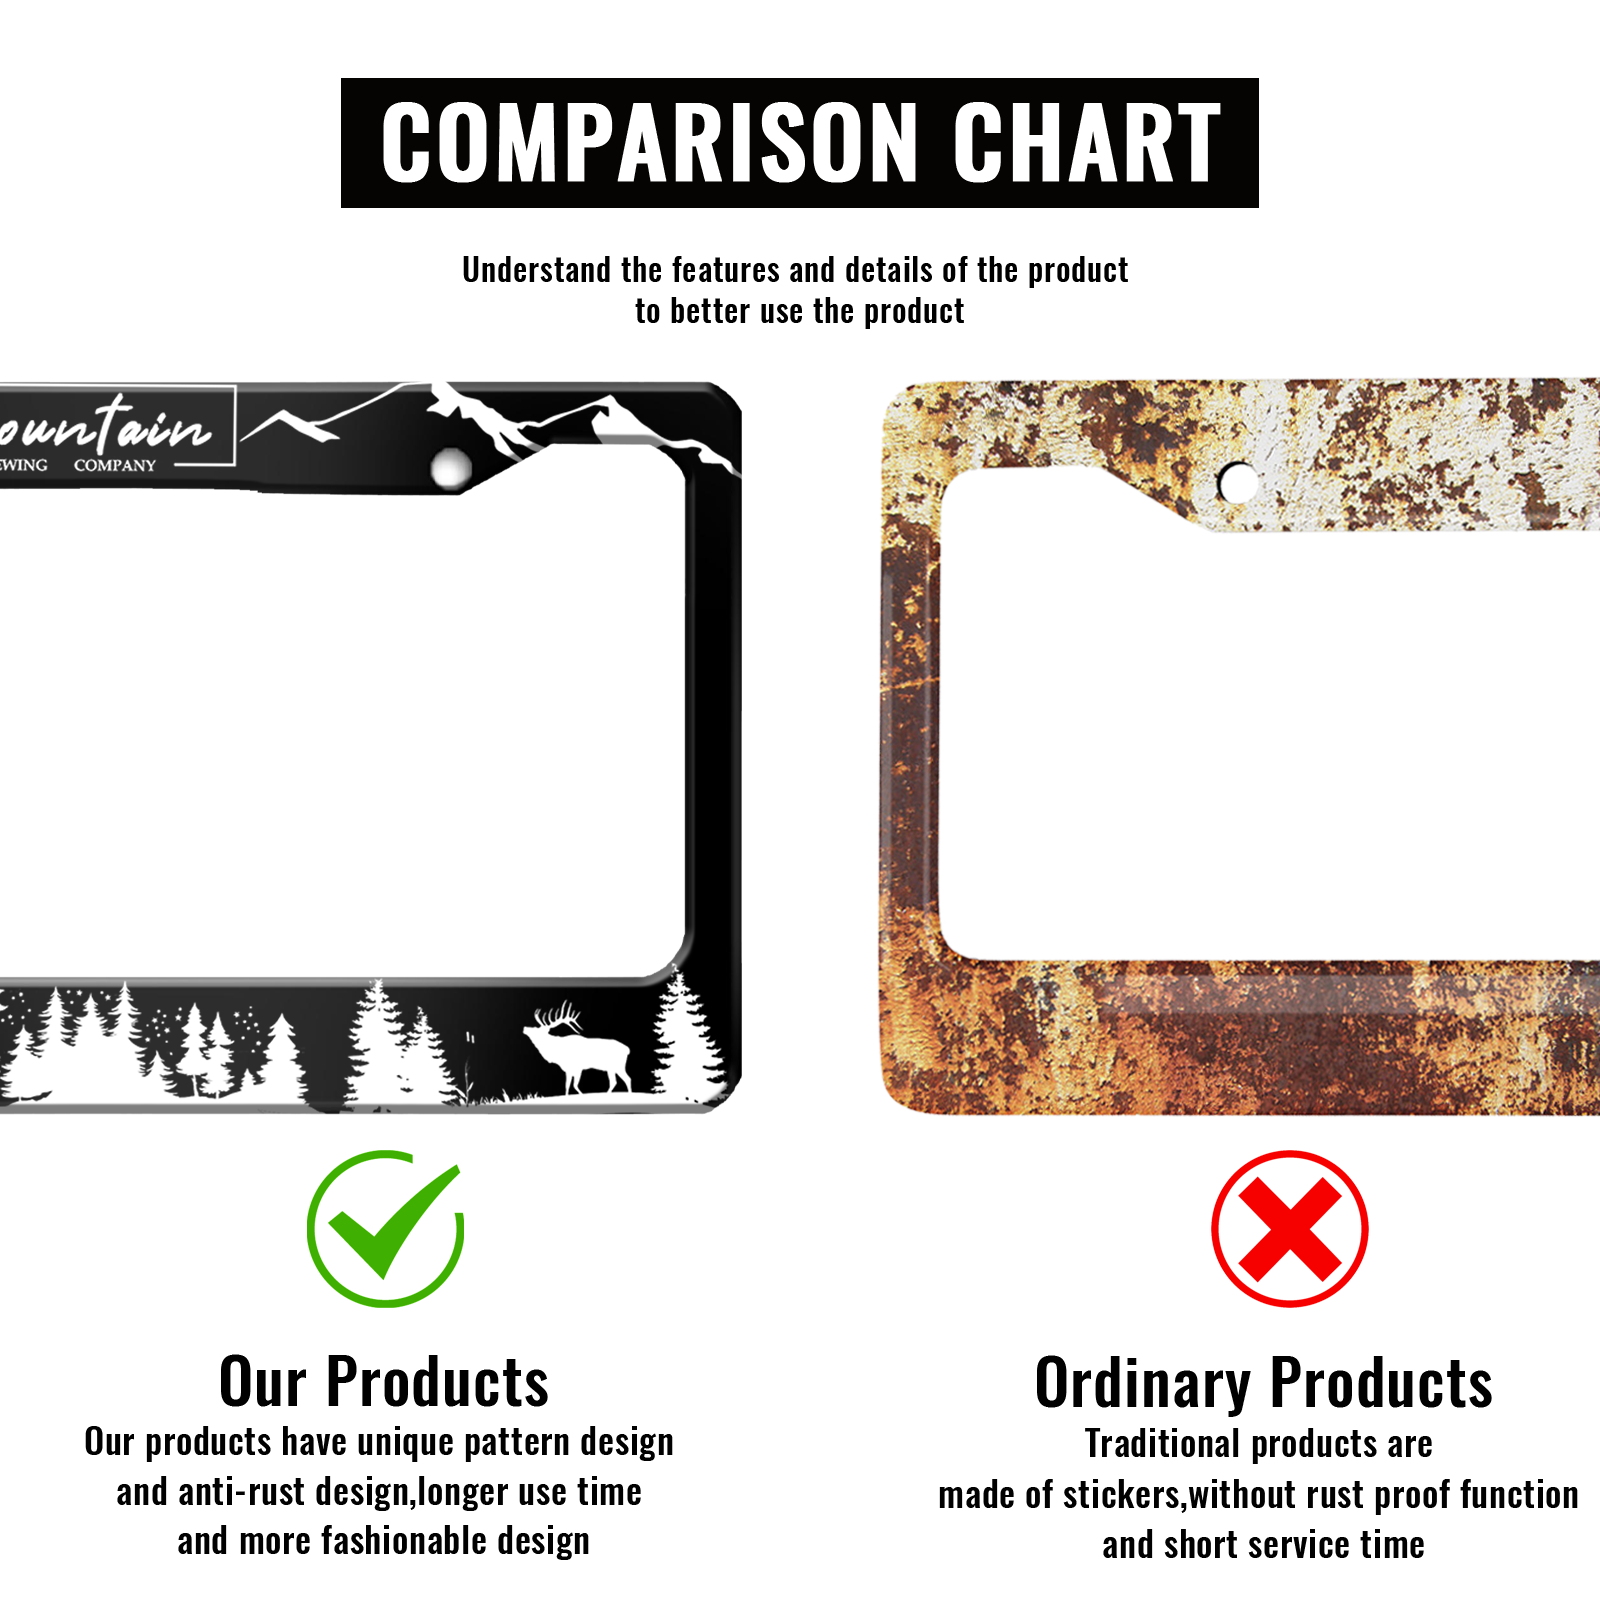 COMPARISON CHART
Understand the features and details of the product
to better use the product
COMPANY
Our Products
Our products have unique pattern design
and anti-rust design,longer use time
and more fashionable design
Ordinary Products
Traditional products are
made of stickers,without rust proof function
and short service time